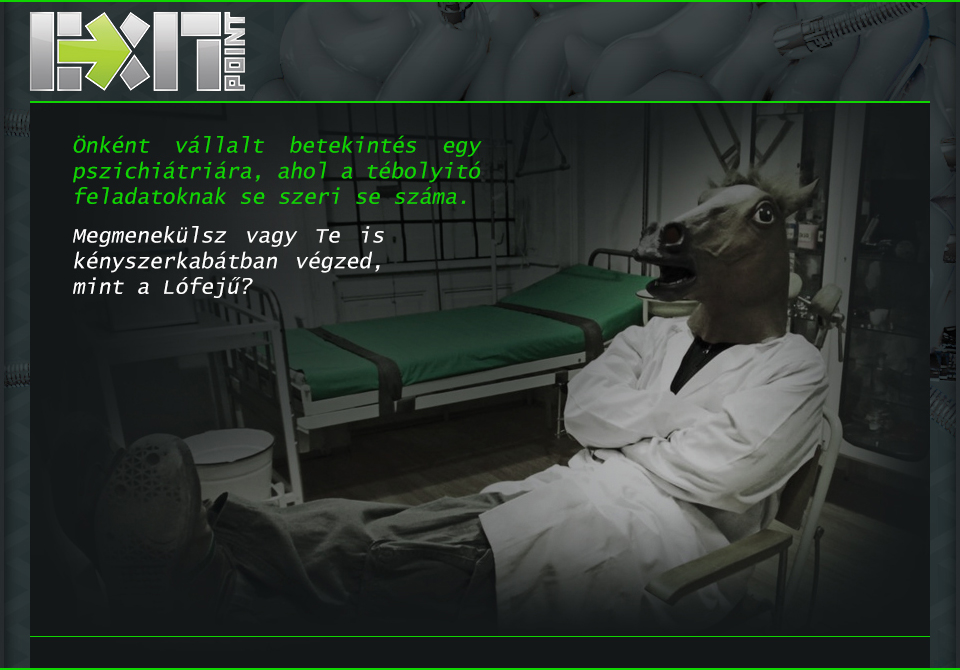 EXIT
POINT
Önként vállalt betekintés egy
pszichiátriára, ahol a tébolyitó
feladatoknak se szeri se száma.
Megmenekülsz vagy Te is
kényszerkabátban végzed,
mint a Lófejű?